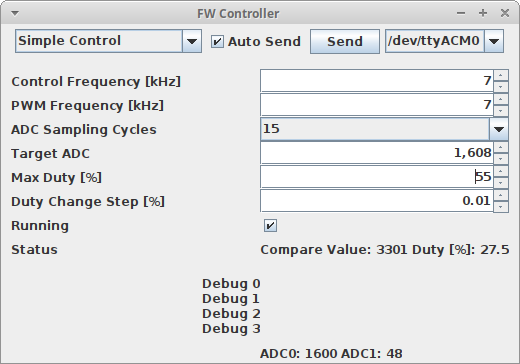 FW Controller
Simple Control Auto Send Send /dev/ttyACM0
Control Frequency [kHz] 7
PWM Frequency [kHz] 7
ADC Sampling Cycles 15
Target ADC 1,608
Max Duty [%] 55
Duty Change Step [%] 0.01
Running
Status Compare Value: 3301 Duty [%]: 27.5
Debug 0
Debug 1
Debug 2
Debug 3
ADC0: 1600 ADC1: 48